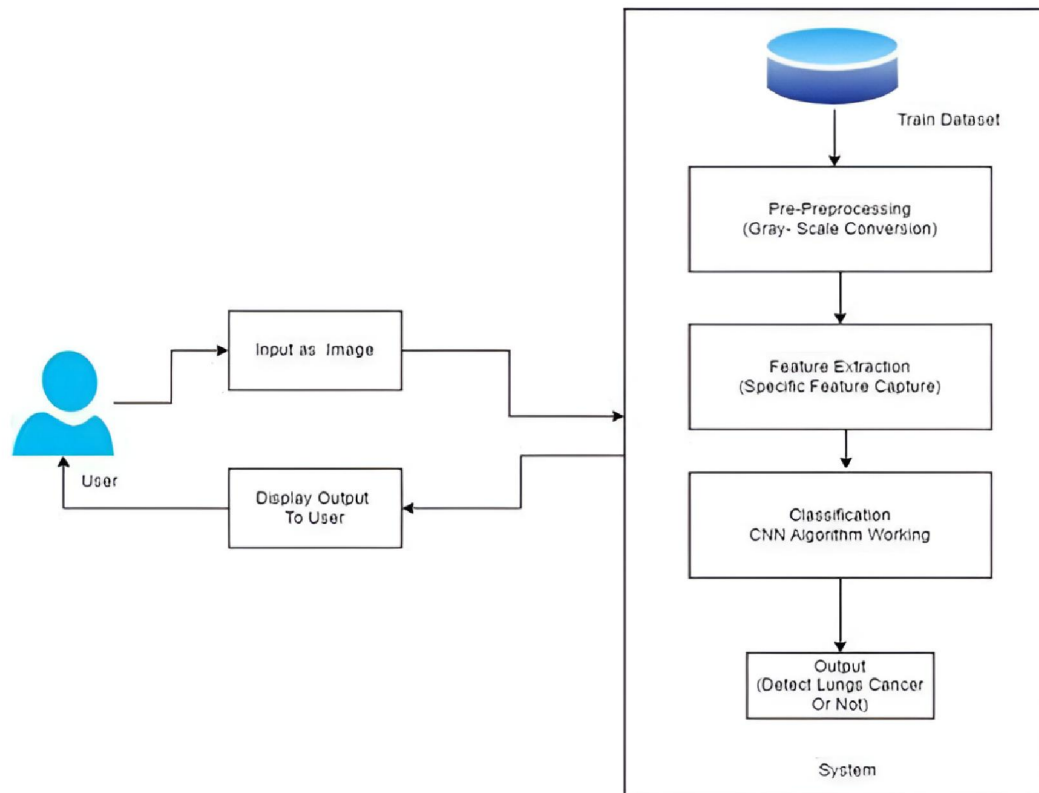 Train Dataset
Pre-Preprocessing
(Gray- Scale Conversion)
Input as Image
Feature Extraction
(Specific Feature Capture)
User
Display Output
To User
Classification
CNN Algorithm Working
Output
(Detect Lungs Cancer
Or Not)
System